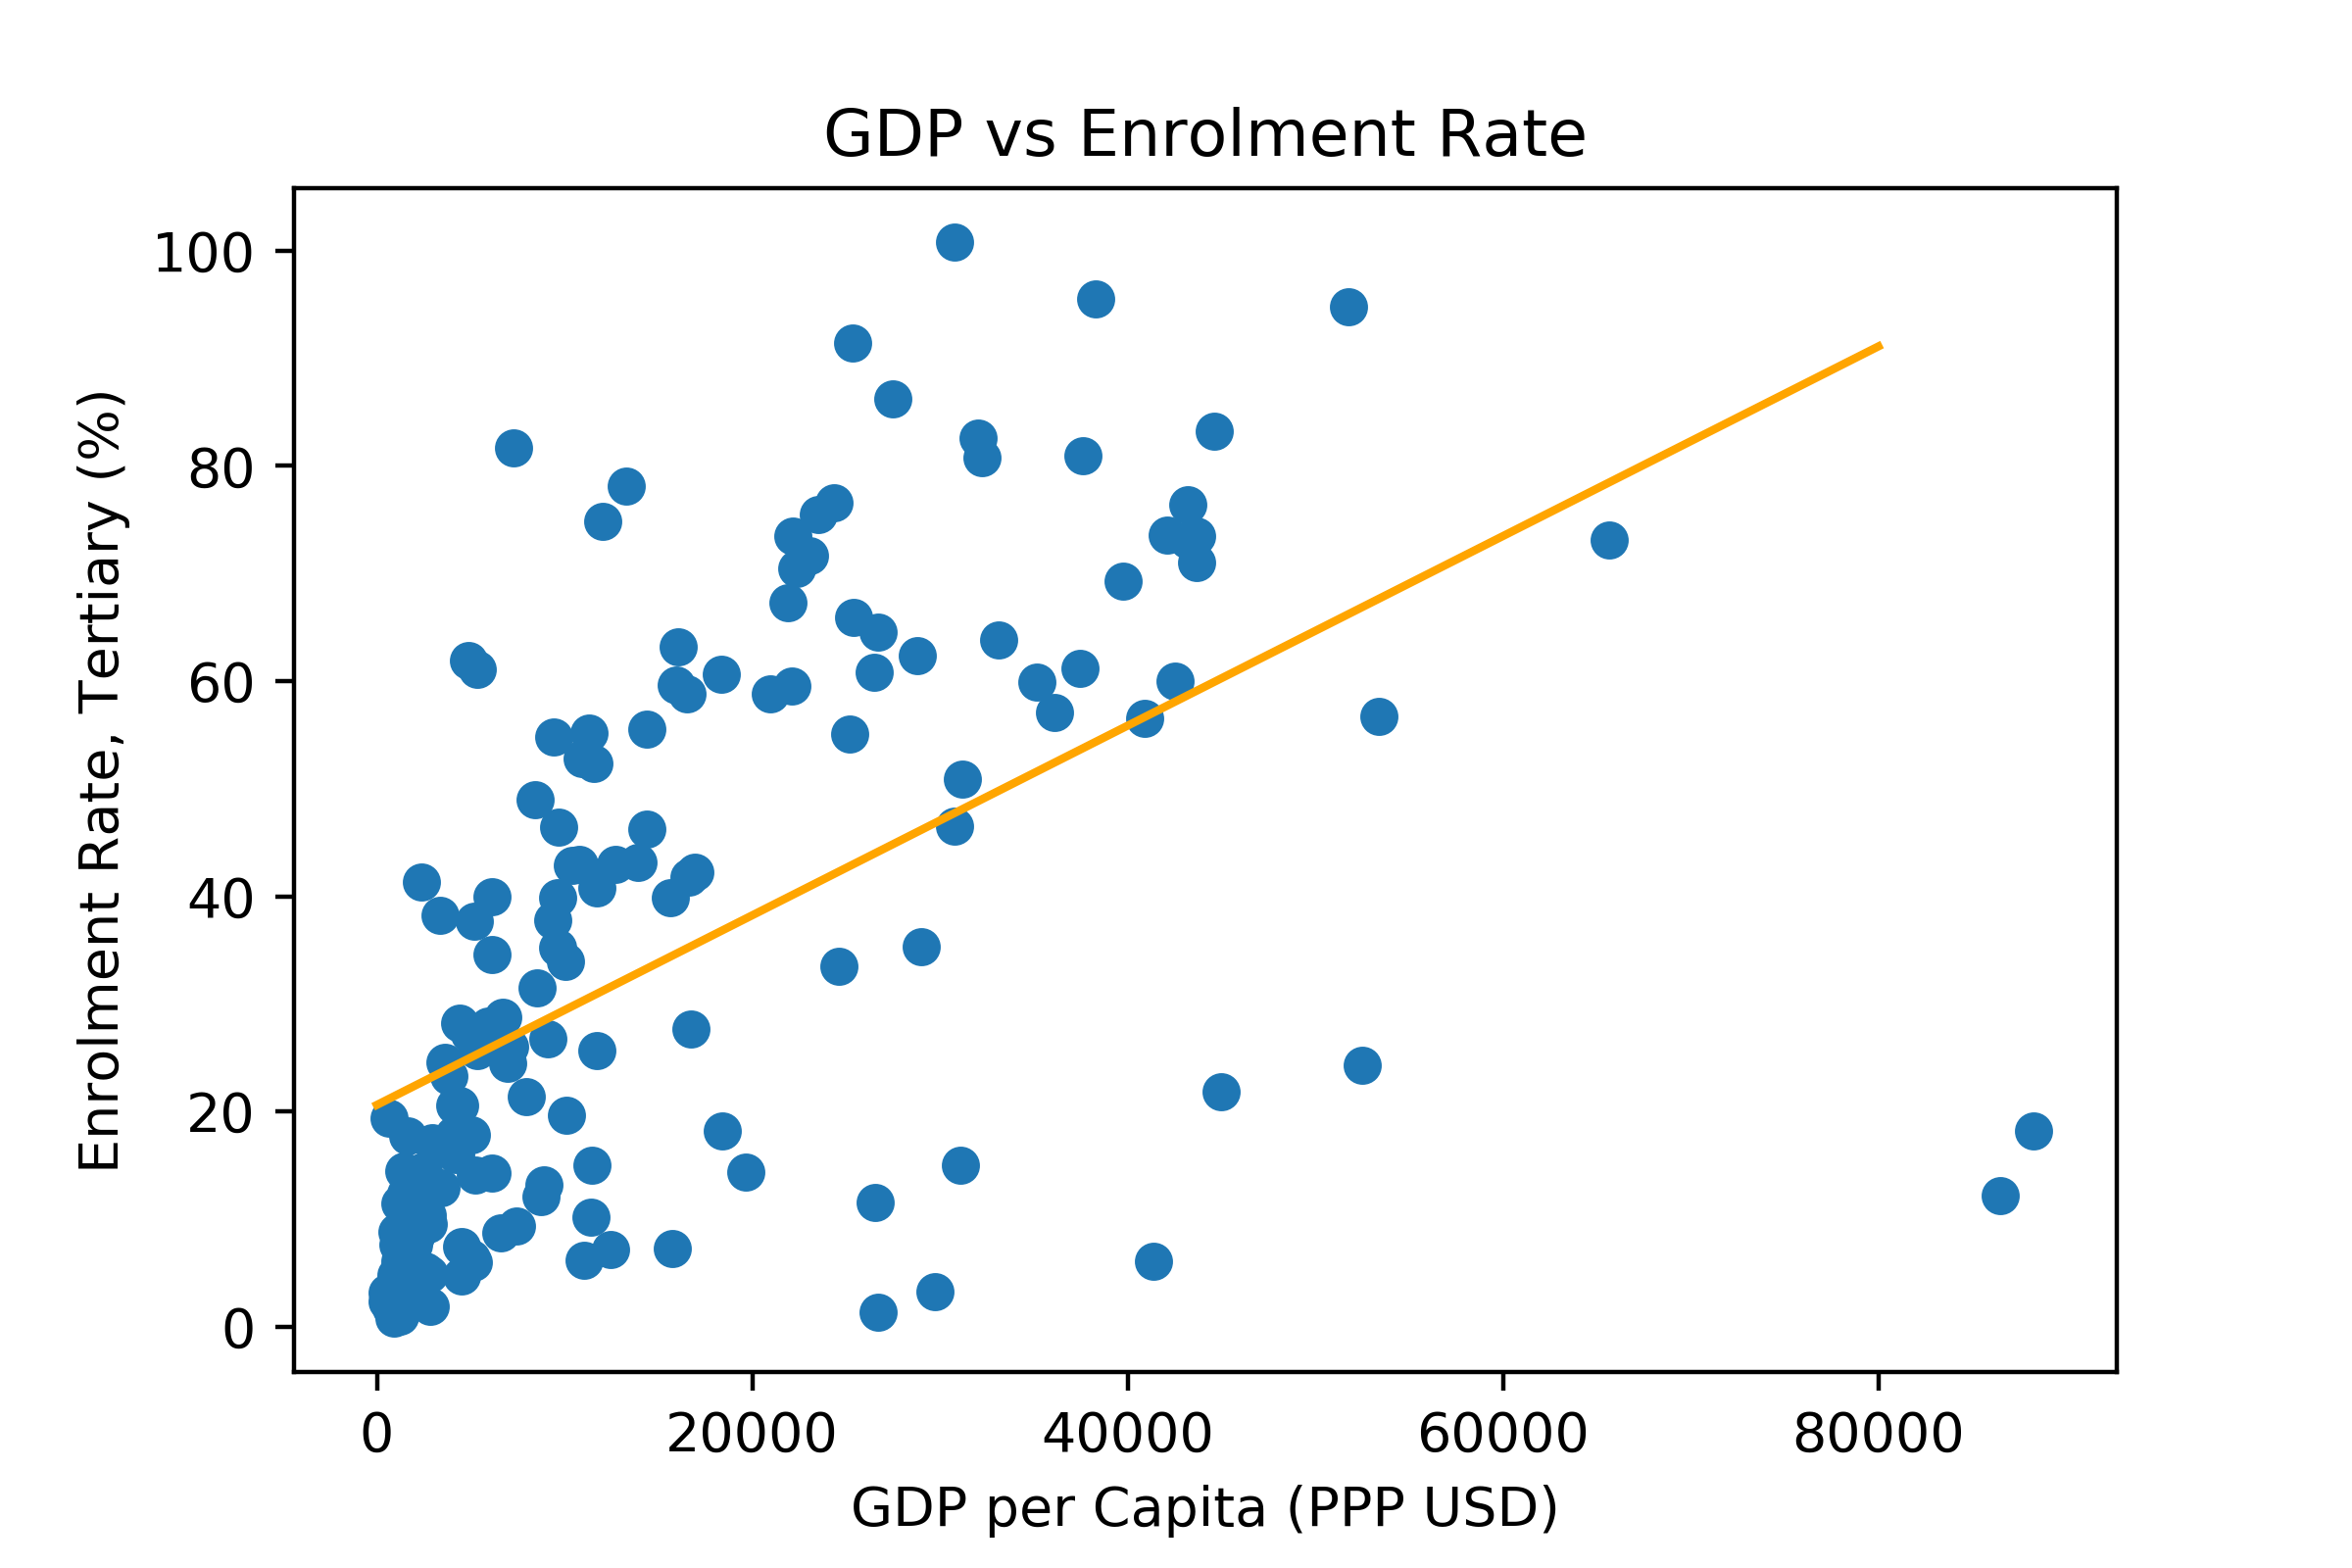 GDP vs Enrolment Rate
Enrolment Rate, Tertiary (%)
100
80
60
40
20
0
0 20000 40000 60000 80000
GDP per Capita (PPP USD)